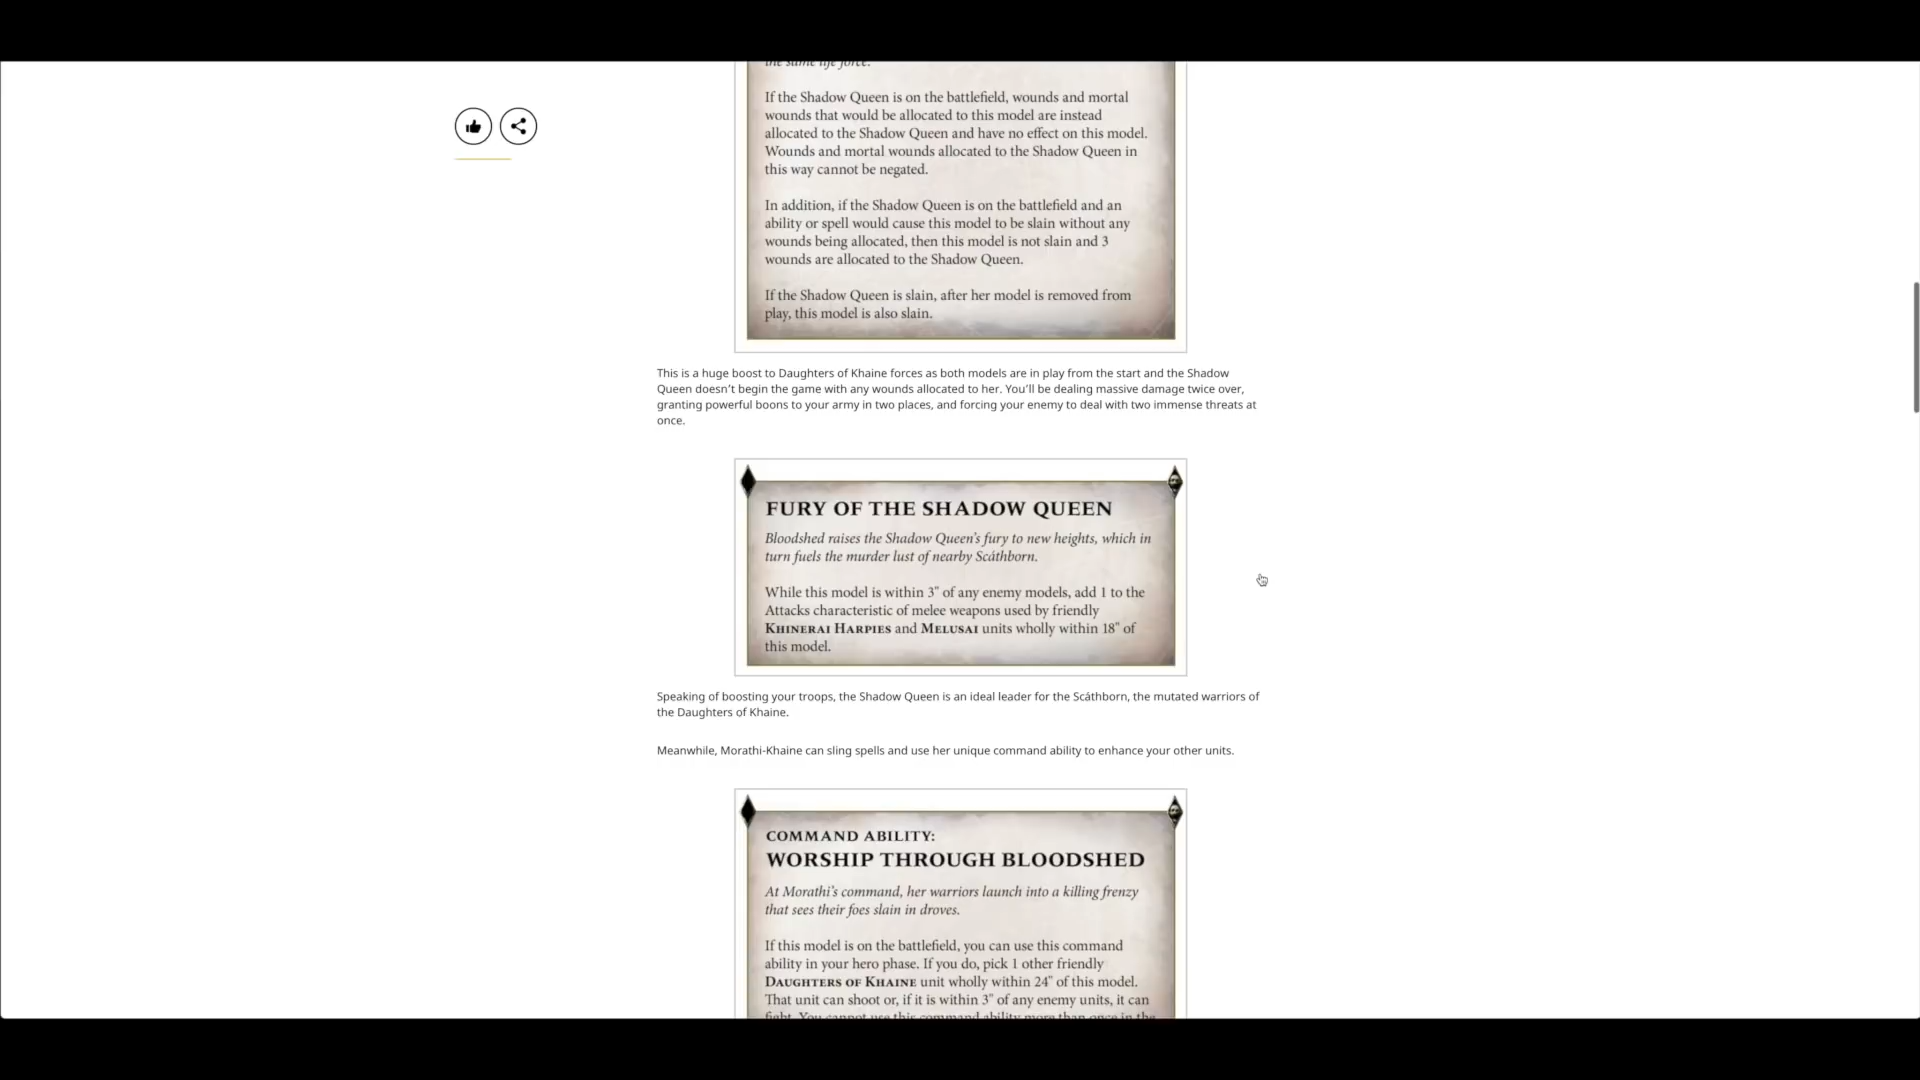 the same life force.
If the Shadow Queen is on the battlefield, wounds and mortal
wounds that would be allocated to this model are instead
allocated to the Shadow Queen and have no effect on this model.
Wounds and mortal wounds allocated to the Shadow Queen in
this way cannot be negated.
In addition, if the Shadow Queen is on the battlefield and an
ability or spell would cause this model to be slain without any
wounds being allocated, then this model is not slain and 3
wounds are allocated to the Shadow Queen.
If the Shadow Queen is slain, after her model is removed from
play, this model is also slain.
This is a huge boost to Daughters of Khaine forces as both models are in play from the start and the Shadow
Queen doesn’t begin the game with any wounds allocated to her. You’ll be dealing massive damage twice over,
granting powerful boons to your army in two places, and forcing your enemy to deal with two immense threats at
once.
FURY OF THE SHADOW QUEEN
Bloodshed raises the Shadow Queen’s fury to new heights, which in
turn fuels the murder lust of nearby Scáthborn.
While this model is within 3" of any enemy models, add 1 to the
Attacks characteristic of melee weapons used by friendly
KHINERAI HARPIES and MELUSAI units wholly within 18" of
this model.
Speaking of boosting your troops, the Shadow Queen is an ideal leader for the Scáthborn, the mutated warriors of
the Daughters of Khaine.
Meanwhile, Morathi-Khaine can sling spells and use her unique command ability to enhance your other units.
COMMAND ABILITY:
WORSHIP THROUGH BLOODSHED
At Morathi’s command, her warriors launch into a killing frenzy
that sees their foes slain in droves.
If this model is on the battlefield, you can use this command
ability in your hero phase. If you do, pick 1 other friendly
DAUGHTERS OF KHAINE unit wholly within 24" of this model.
That unit can shoot or, if it is within 3" of any enemy units, it can
fight. You cannot use this command ability more than once in the